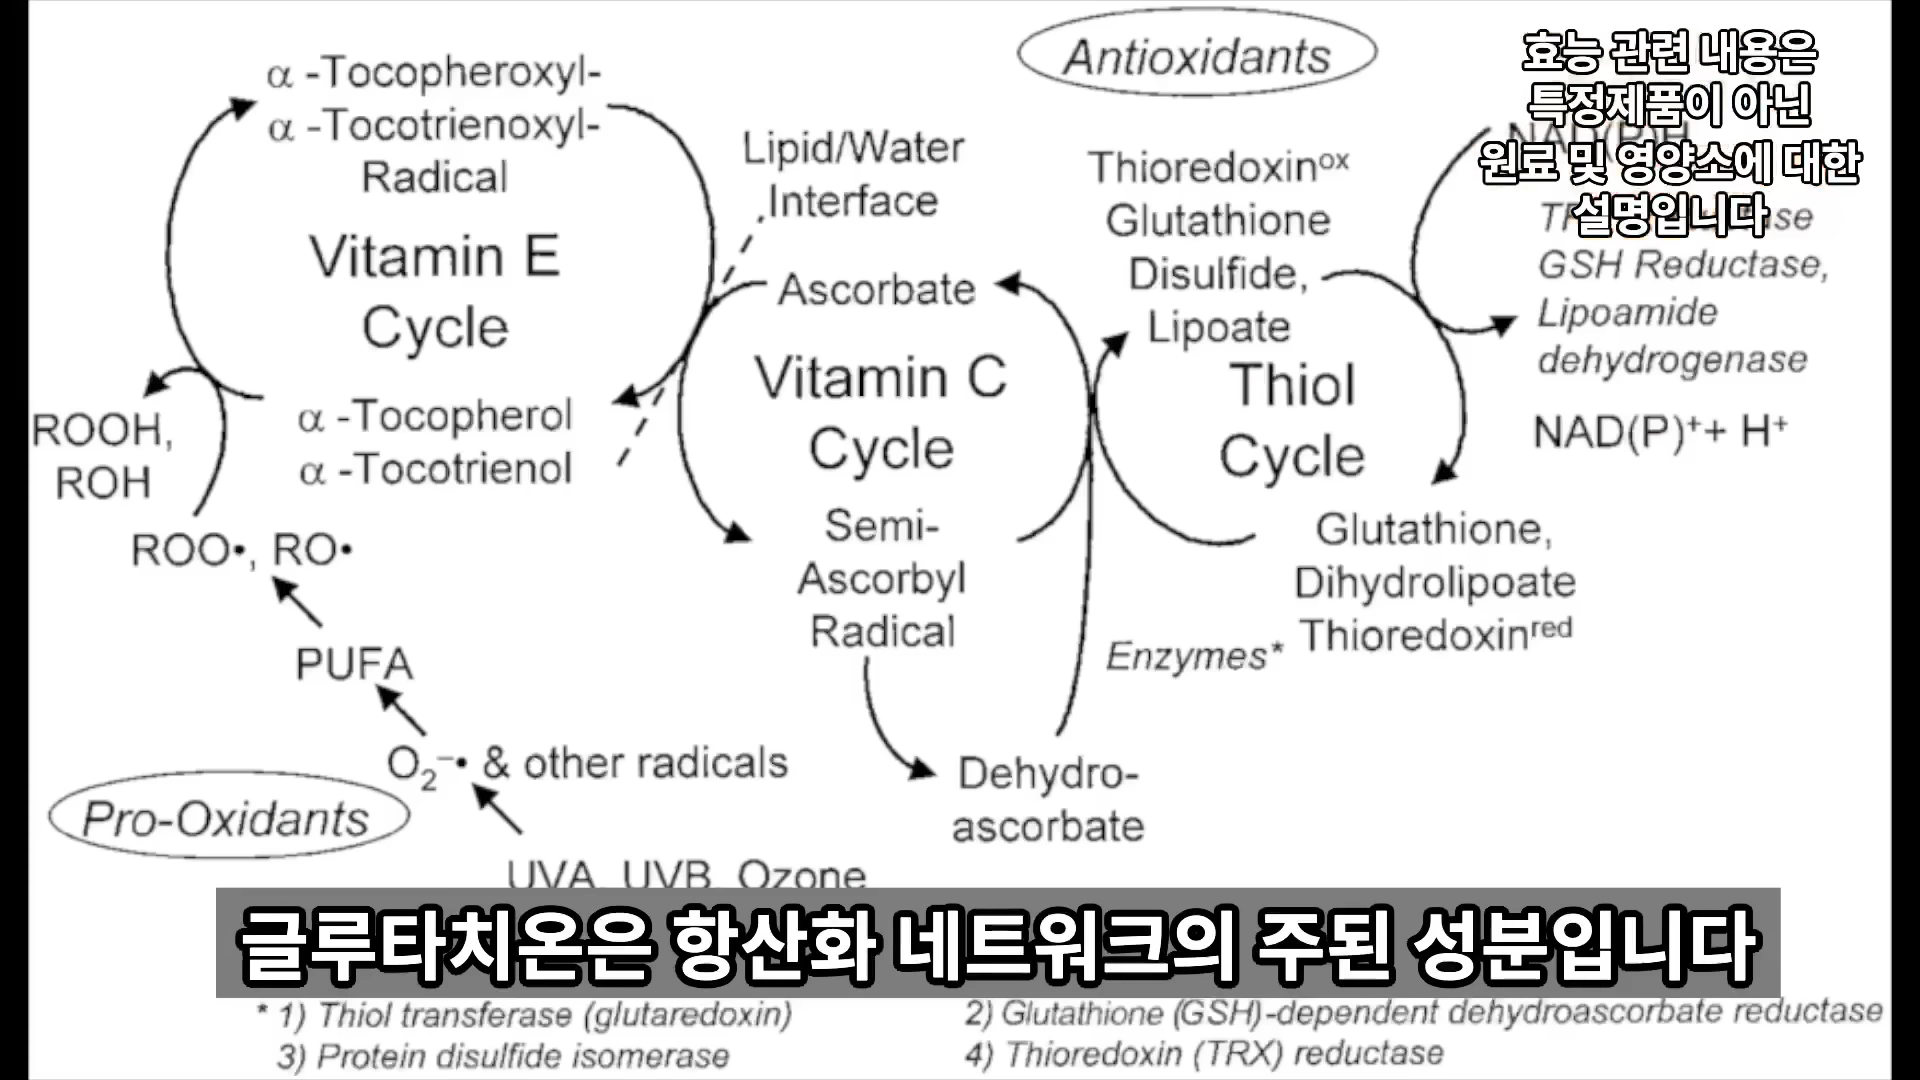 α -Tocopheroxyl-
α -Tocotrienoxyl-
Radical
Vitamin E
Cycle
α -Tocopherol
α -Tocotrienol
ROOH,
ROH
ROO•, RO•
PUFA
O₂⁻• & other radicals
Pro-Oxidants
UVA, UVB, Ozone
Lipid/Water
Interface
Ascorbate
Vitamin C
Cycle
Semi-
Ascorbyl
Radical
Dehydro-
ascorbate
Antioxidants
Thioredoxinᵒˣ
Glutathione
Disulfide,
Lipoate
Thiol
Cycle
Glutathione,
Dihydrolipoate
Thioredoxinʳᵉᵈ
Enzymes*
효능 관련 내용은
특정제품이 아닌
원료 및 영양소에 대한
설명입니다
NAD(P)H
GSH Reductase,
Lipoamide
dehydrogenase
NAD(P)⁺+ H⁺
글루타치온은 항산화 네트워크의 주된 성분입니다
* 1) Thiol transferase (glutaredoxin)
2) Glutathione (GSH)-dependent dehydroascorbate reductase
3) Protein disulfide isomerase
4) Thioredoxin (TRX) reductase